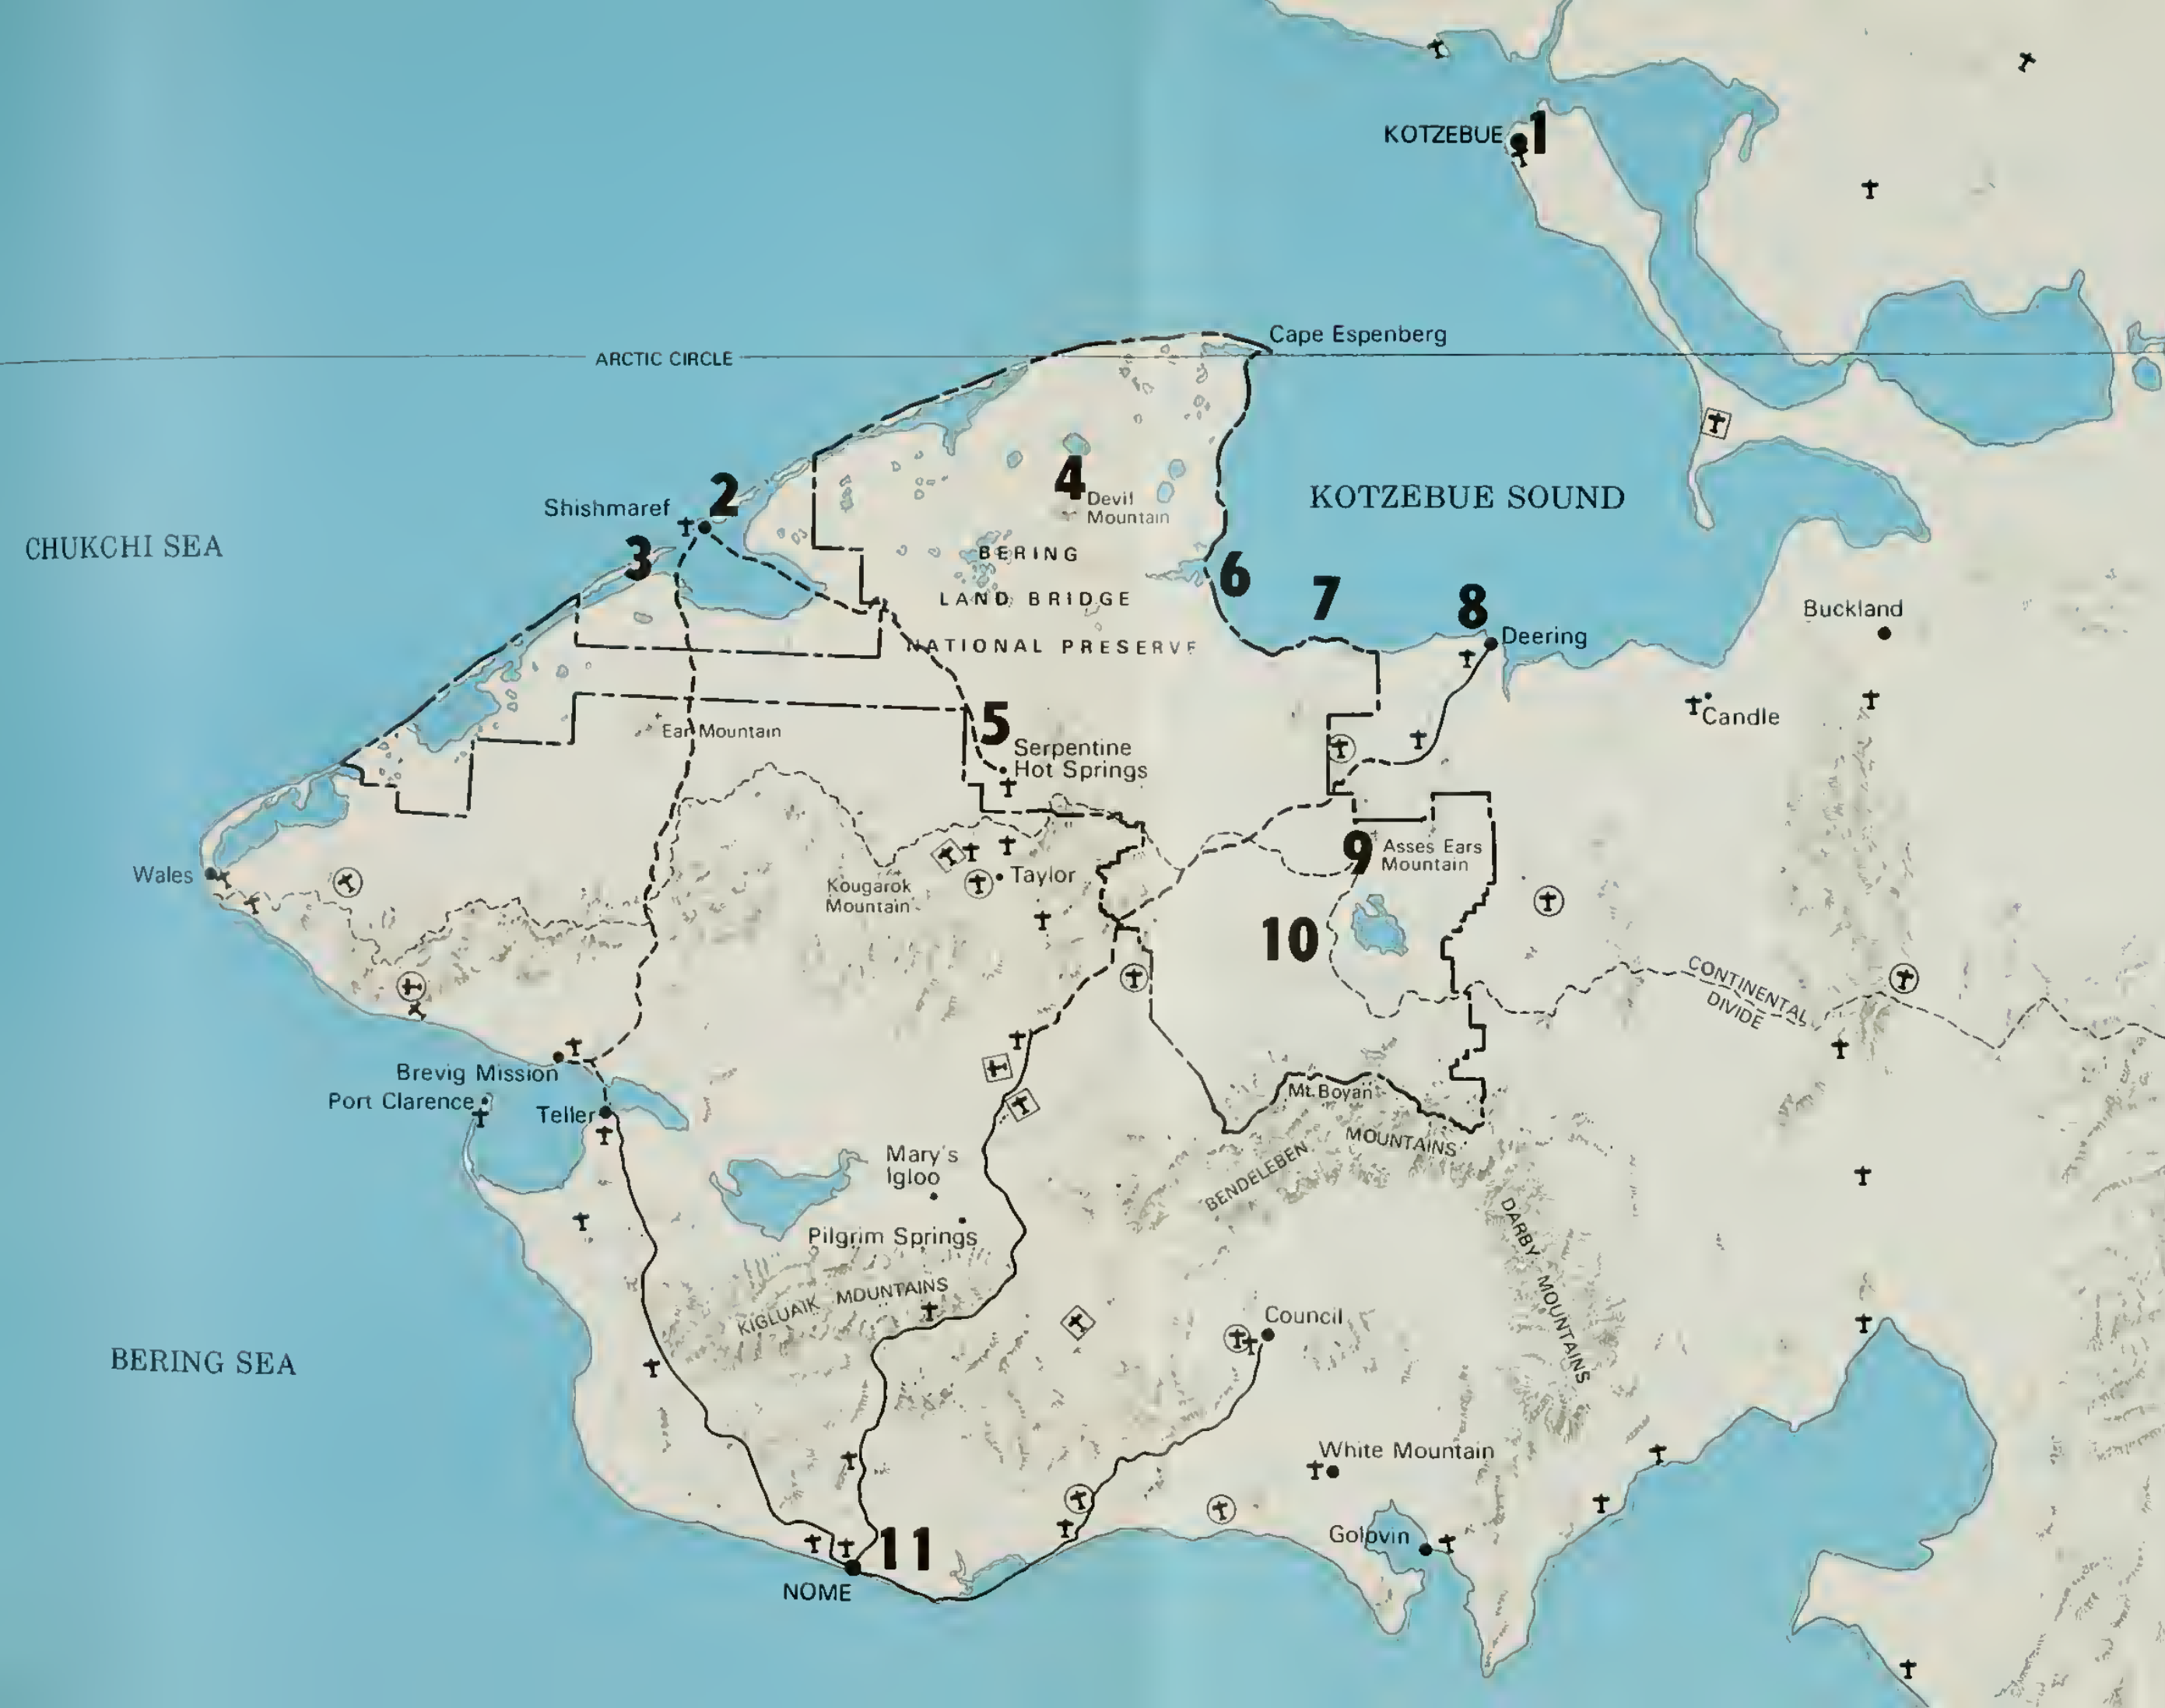 KOTZEBUE
1
Cape Espenberg
ARCTIC CIRCLE
2
Shishmaref
4
Devil
Mountain
KOTZEBUE SOUND
CHUKCHI SEA
3
BERING
LAND BRIDGE
NATIONAL PRESERVE
6
7
8
Deering
Buckland
Candle
Ear Mountain
5
Serpentine
Hot Springs
Wales
Kougarok
Mountain
Taylor
9
Asses Ears
Mountain
10
CONTINENTAL
DIVIDE
Brevig Mission
Port Clarence
Teller
Mt. Boyan
BENDELEBEN
MOUNTAINS
Mary's
Igloo
Pilgrim Springs
DARBY
MOUNTAINS
KIGLUAIK MOUNTAINS
Council
BERING SEA
White Mountain
Golovin
11
NOME